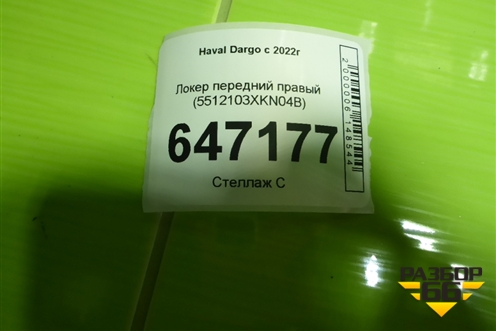 Haval Dargo с 2022г
Локер передний правый
(5512103XKN04B)
647177
Стеллаж С
2000006148544
РАЗБОР
66